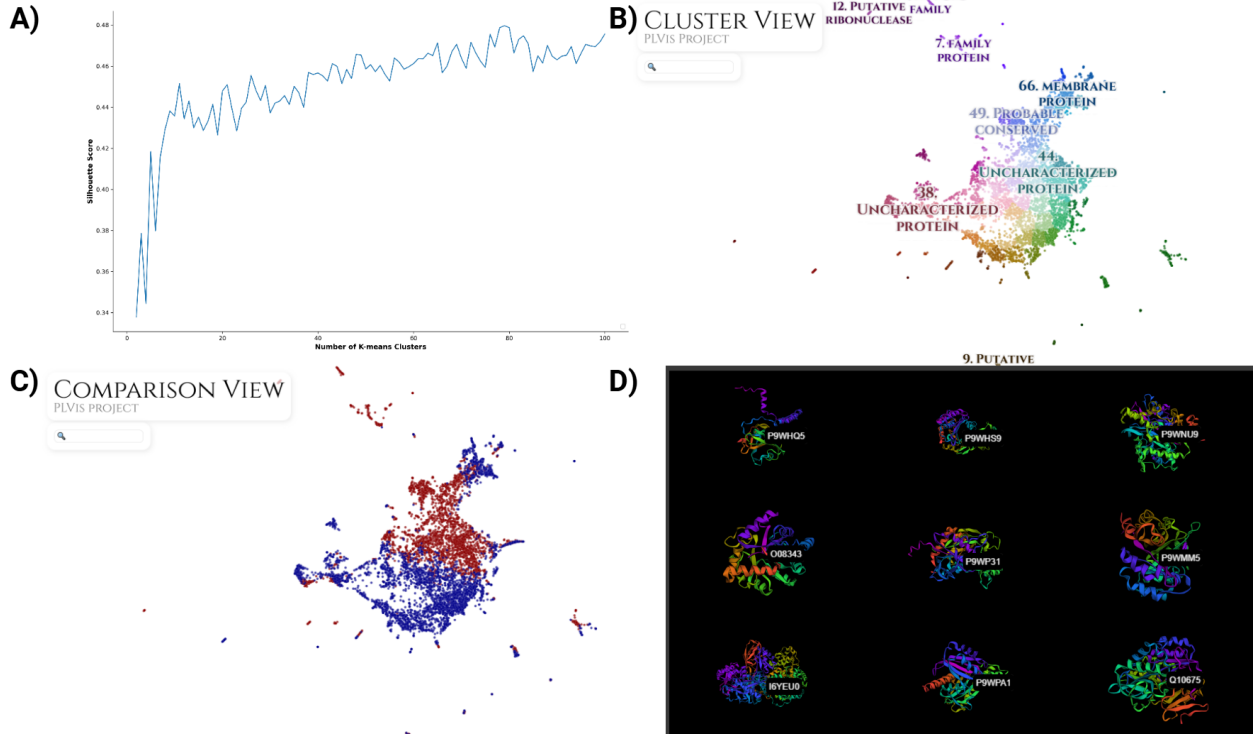 A)
0.48
0.46
0.44
0.42
0.40
0.38
0.36
0.34
Silhouette Score
0
20
40
60
80
100
Number of K-means Clusters
B)
Cluster View
PLVis Project
12. Putative
ribonuclease
family
7. Family
protein
66. membrane
protein
49. Probable
conserved
44.
Uncharacterized
protein
38.
Uncharacterized
protein
9. Putative
C)
Comparison View
PLVis project
D)
P9WHQ5
P9WHS9
P9WNU9
O08343
P9WP31
P9WMM5
I6YEU0
P9WPA1
Q10675